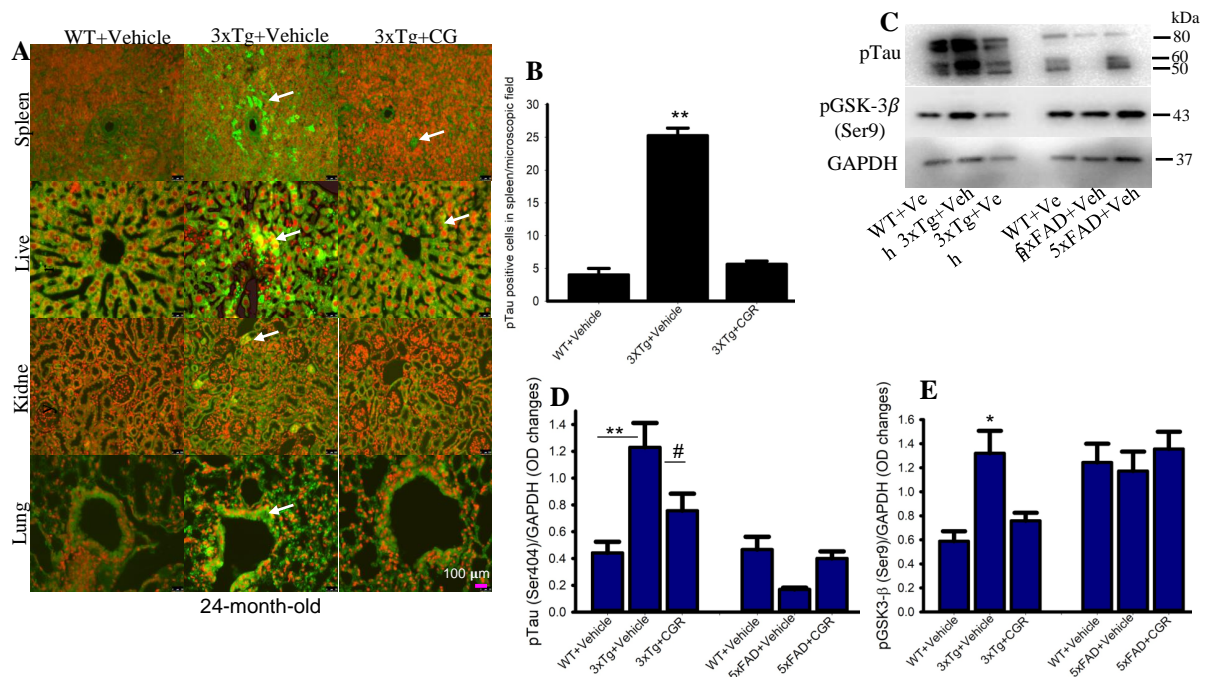 A
WT+Vehicle 3xTg+Vehicle 3xTg+CG
Spleen
Live
Kidne
Lung
100 μm
24-month-old
B
pTau positive cells in spleen/microscopic field
30
25
20
15
10
5
0
**
WT+Vehicle
3XTg+Vehicle
3XTg+CGR
C
kDa
pTau
80
60
50
pGSK-3β
(Ser9)
43
GAPDH
37
WT+Ve
h
3xTg+Veh
3xTg+Ve
h
WT+Ve
5xFAD+Veh
5xFAD+Veh
D
pTau (Ser404)/GAPDH (OD changes)
1.4
1.2
1.0
0.8
0.6
0.4
0.2
0.0
**
#
WT+Vehicle
3xTg+Vehicle
3xTg+CGR
WT+Vehicle
5xFAD+Vehicle
5xFAD+CGR
E
pGSK3-β (Ser9)/GAPDH (OD changes)
1.6
1.4
1.2
1.0
0.8
0.6
0.4
0.2
0.0
*
WT+Vehicle
3xTg+Vehicle
3xTg+CGR
WT+Vehicle
5xFAD+Vehicle
5xFAD+CGR